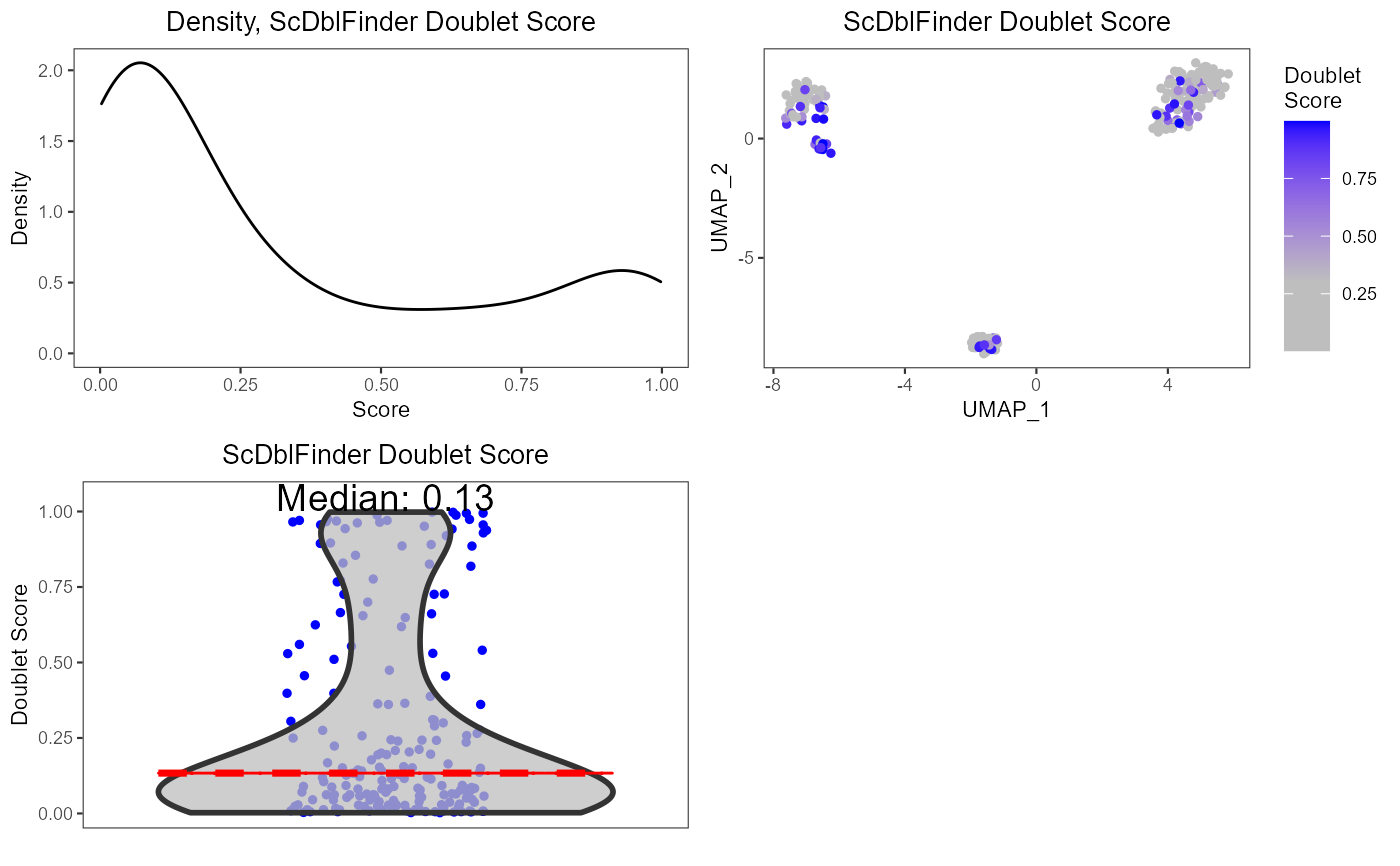 Density, ScDblFinder Doublet Score
2.0
1.5
1.0
0.5
0.0
Density
0.00 0.25 0.50 0.75 1.00
Score
ScDblFinder Doublet Score
0
-5
UMAP_2
-8 -4 0 4
UMAP_1
Doublet
Score
0.75
0.50
0.25
ScDblFinder Doublet Score
Median: 0.13
1.00
0.75
0.50
0.25
0.00
Doublet Score